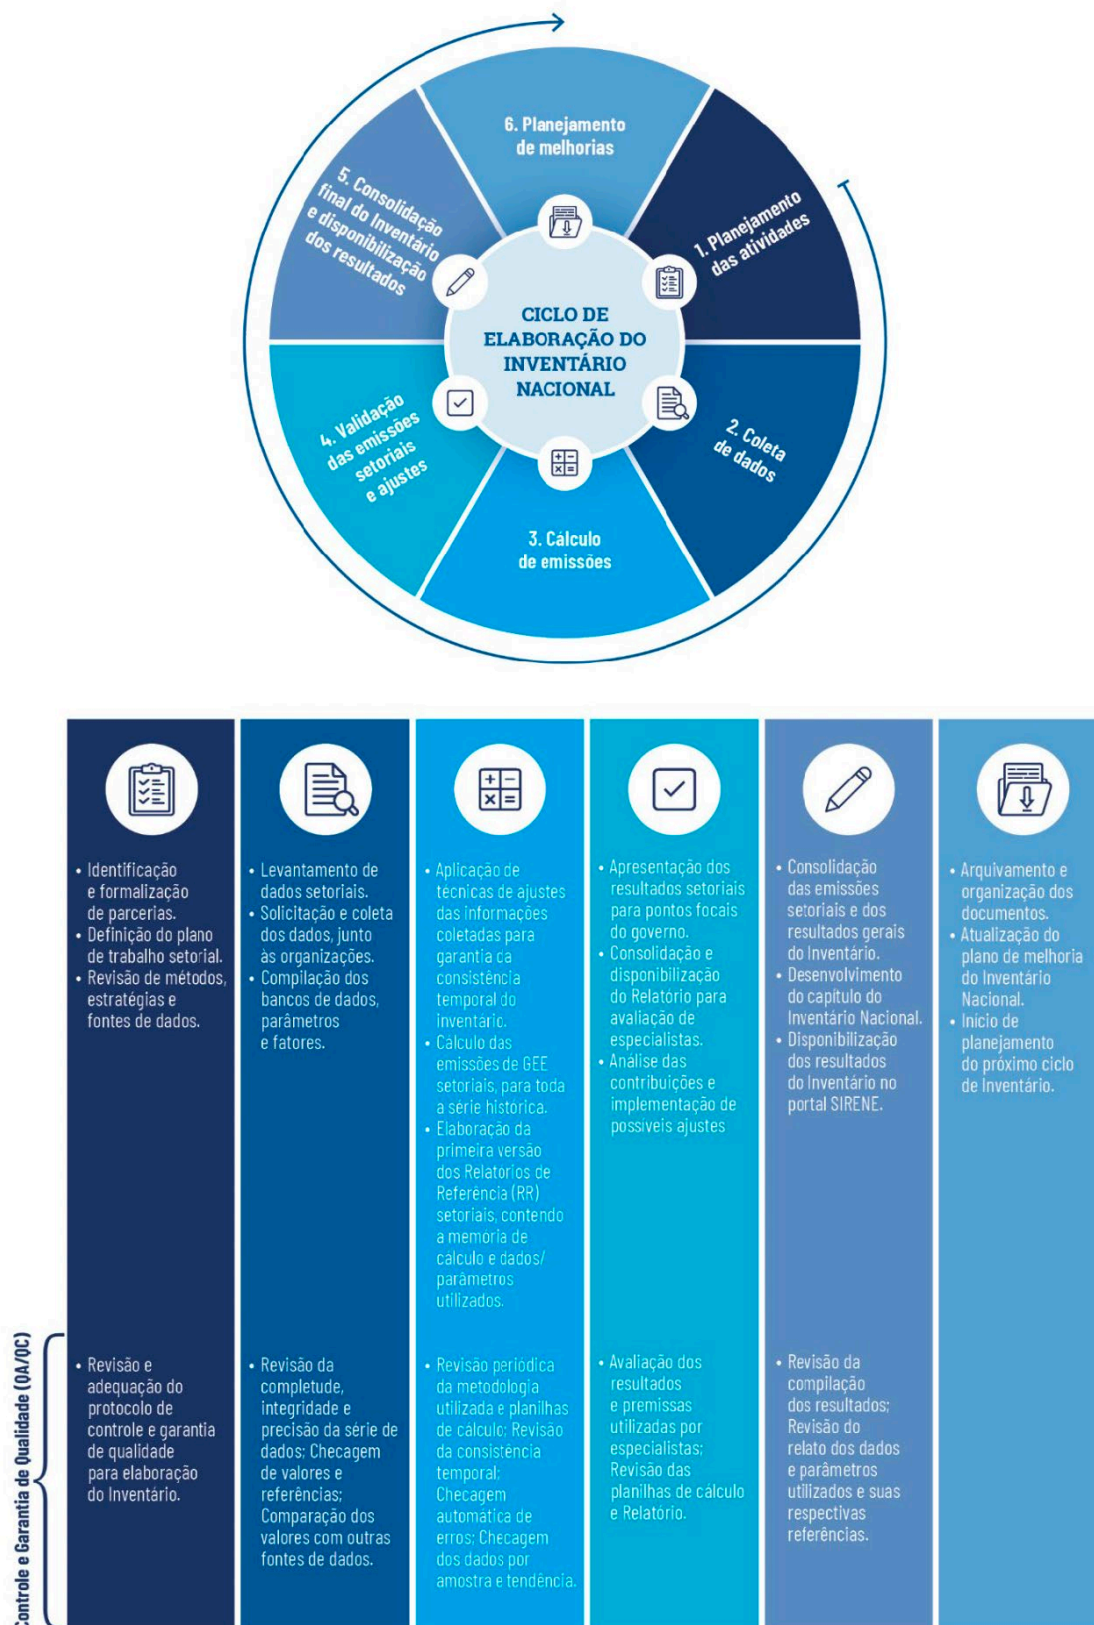 6. Planejamento
de melhorias
1. Planejamento
das atividades
2. Coleta
de dados
3. Cálculo
de emissões
4. Validação
das emissões
setoriais
e ajustes
5. Consolidação
final do Inventário
e disponibilização
dos resultados
CICLO DE
ELABORAÇÃO DO
INVENTÁRIO
NACIONAL
• Identificação
e formalização
de parcerias.
• Definição do plano
de trabalho setorial.
• Revisão de métodos,
estratégias e
fontes de dados.
• Levantamento de
dados setoriais.
• Solicitação e coleta
dos dados, junto
às organizações.
• Compilação dos
bancos de dados,
parâmetros
e fatores.
• Aplicação de
técnicas de ajustes
das informações
coletadas para
garantia da
consistência
temporal do
inventário.
• Cálculo das
emissões de GEE
setoriais, para toda
a série histórica.
• Elaboração da
primeira versão
dos Relatórios de
Referência (RR)
setoriais, contendo
a memória de
cálculo e dados/
parâmetros
utilizados.
• Apresentação dos
resultados setoriais
para pontos focais
do governo.
• Consolidação e
disponibilização
do Relatório para
avaliação de
especialistas.
• Análise das
contribuições e
implementação de
possíveis ajustes
• Consolidação
das emissões
setoriais e dos
resultados gerais
do Inventário.
• Desenvolvimento
do capítulo do
Inventário Nacional.
• Disponibilização
dos resultados
do Inventário no
portal SIRENE.
• Arquivamento e
organização dos
documentos.
• Atualização do
plano de melhoria
do Inventário
Nacional.
• Início de
planejamento
do próximo ciclo
de Inventário.
Controle e Garantia de Qualidade (QA/QC)
• Revisão e
adequação do
protocolo de
controle e garantia
de qualidade
para elaboração
do Inventário.
• Revisão da
completude,
integridade e
precisão da série de
dados; Checagem
de valores e
referências;
Comparação dos
valores com outras
fontes de dados.
• Revisão periódica
da metodologia
utilizada e planilhas
de cálculo; Revisão
da consistência
temporal;
Checagem
automática de
erros; Checagem
dos dados por
amostra e tendência.
• Avaliação dos
resultados
e premissas
utilizadas por
especialistas;
Revisão das
planilhas de cálculo
e Relatório.
• Revisão da
compilação
dos resultados;
Revisão do
relato dos dados
e parâmetros
utilizados e suas
respectivas
referências.